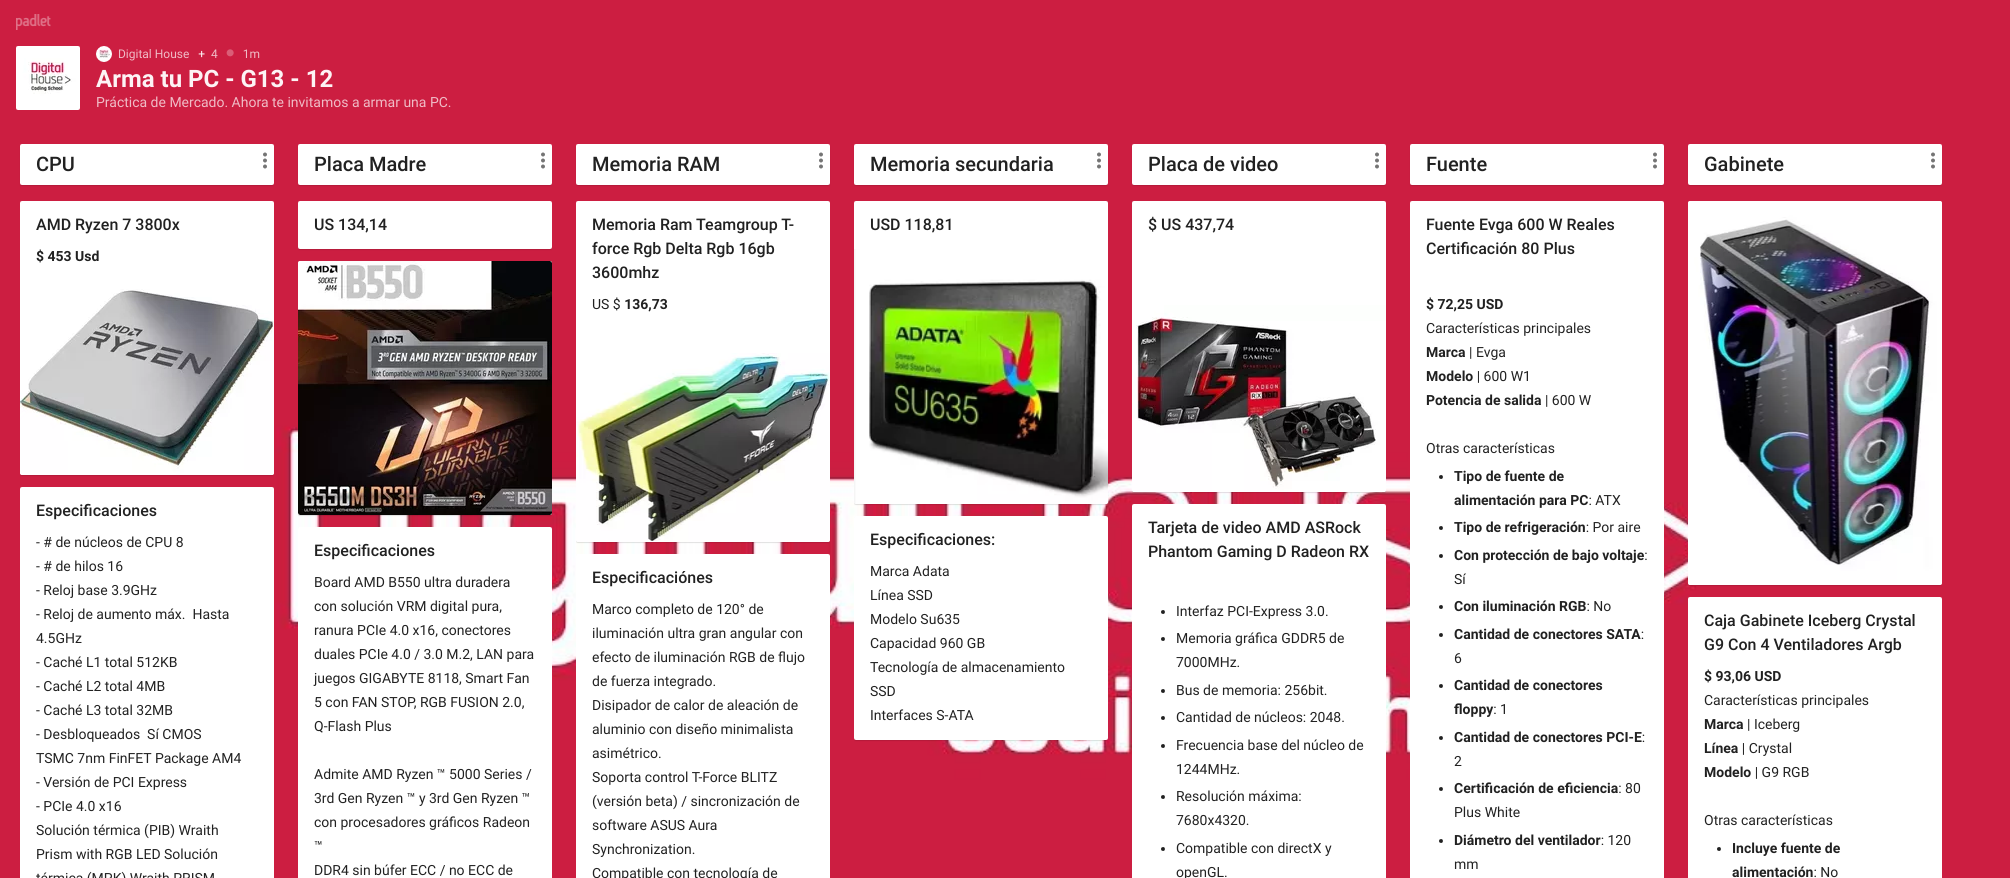 padlet
Digital
House>
Coding School
Digital House + 4 1m
Arma tu PC - G13 - 12
Práctica de Mercado. Ahora te invitamos a armar una PC.
CPU
AMD Ryzen 7 3800x
$ 453 Usd
AMD
RYZEN
Especificaciones
- # de núcleos de CPU 8
- # de hilos 16
- Reloj base 3.9GHz
- Reloj de aumento máx. Hasta
4.5GHz
- Caché L1 total 512KB
- Caché L2 total 4MB
- Caché L3 total 32MB
- Desbloqueados Sí CMOS
TSMC 7nm FinFET Package AM4
- Versión de PCI Express
- PCIe 4.0 x16
Solución térmica (PIB) Wraith
Prism with RGB LED Solución
térmica (MPK) Wraith PRISM
Placa Madre
US 134,14
AMD
SOCKET
AM4
B550
AMD
3RD GEN AMD RYZEN™ DESKTOP READY
Not Compatible with AMD Ryzen™ 5 3400G & AMD Ryzen™ 3 3200G
UD
ULTRA
DURABLE
B550M DS3H
ULTRA DURABLE
RYZEN
AMD
B550
Especificaciones
Board AMD B550 ultra duradera
con solución VRM digital pura,
ranura PCIe 4.0 x16, conectores
duales PCIe 4.0 / 3.0 M.2, LAN para
juegos GIGABYTE 8118, Smart Fan
5 con FAN STOP, RGB FUSION 2.0,
Q-Flash Plus
Admite AMD Ryzen ™ 5000 Series /
3rd Gen Ryzen ™ y 3rd Gen Ryzen ™
con procesadores gráficos Radeon
™
DDR4 sin búfer ECC / no ECC de
Memoria RAM
Memoria Ram Teamgroup T-
force Rgb Delta Rgb 16gb
3600mhz
US $ 136,73
DELTA
DELTA
T-FORCE
Especificaciónes
Marco completo de 120° de
iluminación ultra gran angular con
efecto de iluminación RGB de flujo
de fuerza integrado.
Disipador de calor de aleación de
aluminio con diseño minimalista
asimétrico.
Soporta control T-Force BLITZ
(versión beta) / sincronización de
software ASUS Aura
Synchronization.
Compatible con tecnología de
Memoria secundaria
USD 118,81
ADATA
Ultimate
Solid State Drive
SU635
Especificaciones:
Marca Adata
Línea SSD
Modelo Su635
Capacidad 960 GB
Tecnología de almacenamiento
SSD
Interfaces S-ATA
Placa de video
$ US 437,74
ASRock
ASRock
PHANTOM
GAMING
RADEON
RX
Tarjeta de video AMD ASRock
Phantom Gaming D Radeon RX
• Interfaz PCI-Express 3.0.
• Memoria gráfica GDDR5 de
7000MHz.
• Bus de memoria: 256bit.
• Cantidad de núcleos: 2048.
• Frecuencia base del núcleo de
1244MHz.
• Resolución máxima:
7680x4320.
• Compatible con directX y
openGL.
Fuente
Fuente Evga 600 W Reales
Certificación 80 Plus
$ 72,25 USD
Características principales
Marca | Evga
Modelo | 600 W1
Potencia de salida | 600 W
Otras característicass
• Tipo de fuente de
alimentación para PC: ATX
• Tipo de refrigeración: Por aire
• Con protección de bajo voltaje:
Sí
• Con iluminación RGB: No
• Cantidad de conectores SATA:
6
• Cantidad de conectores
floppy: 1
• Cantidad de conectores PCI-E:
2
• Certificación de eficiencia: 80
Plus White
• Diámetro del ventilador: 120
mm
Gabinete
Caja Gabinete Iceberg Crystal
G9 Con 4 Ventiladores Argb
$ 93,06 USD
Características principales
Marca | Iceberg
Línea | Crystal
Modelo | G9 RGB
Otras características
• Incluye fuente de
alimentación: No